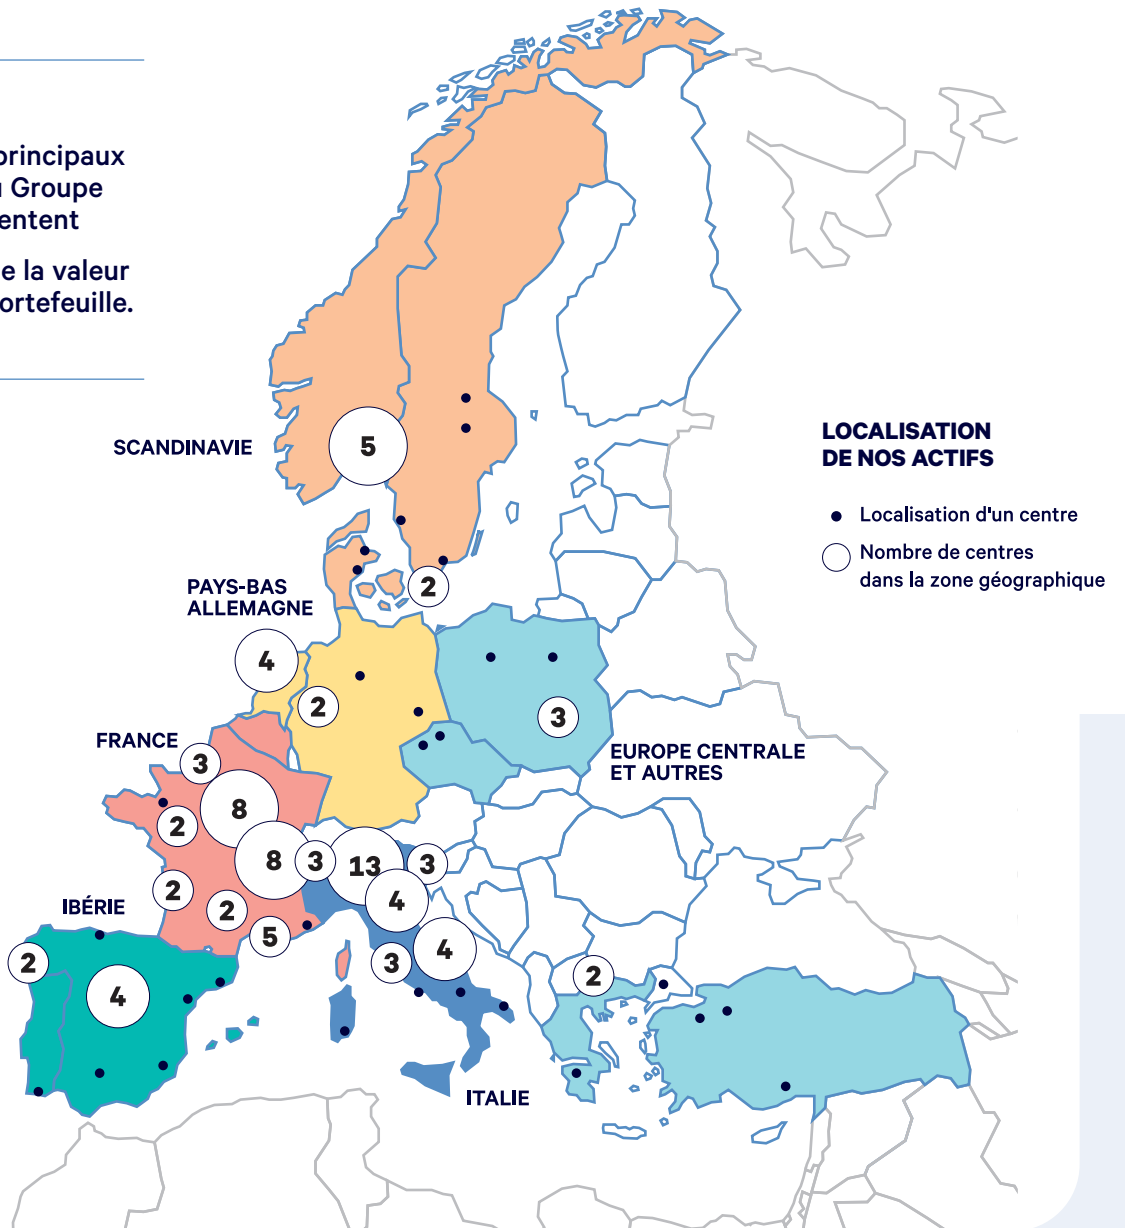 principaux
u Groupe
entent
e la valeur
ortefeuille.
LOCALISATION
DE NOS ACTIFS
Localisation d'un centre
Nombre de centres
dans la zone géographique
SCANDINAVIE
5
2
PAYS-BAS
ALLEMAGNE
4
2
3
EUROPE CENTRALE
ET AUTRES
FRANCE
3
8
2
8
3
13
3
2
4
2
5
IBÉRIE
2
4
3
4
2
ITALIE